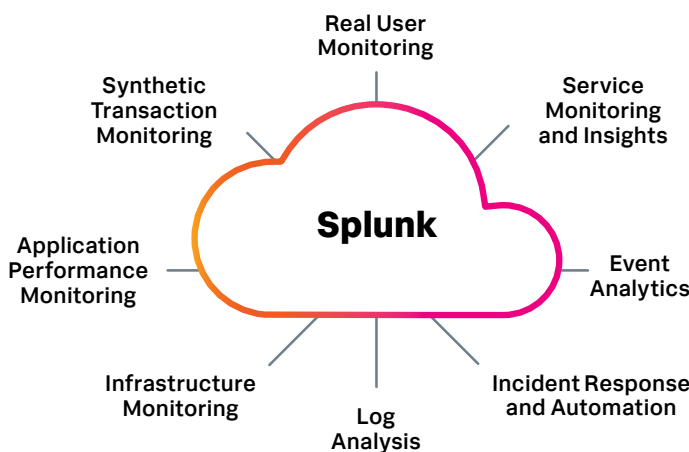 Real User
Monitoring
Synthetic
Transaction
Monitoring
Service
Monitoring
and Insights
Splunk
Application
Performance
Monitoring
Event
Analytics
Infrastructure
Monitoring
Log
Analysis
Incident Response
and Automation